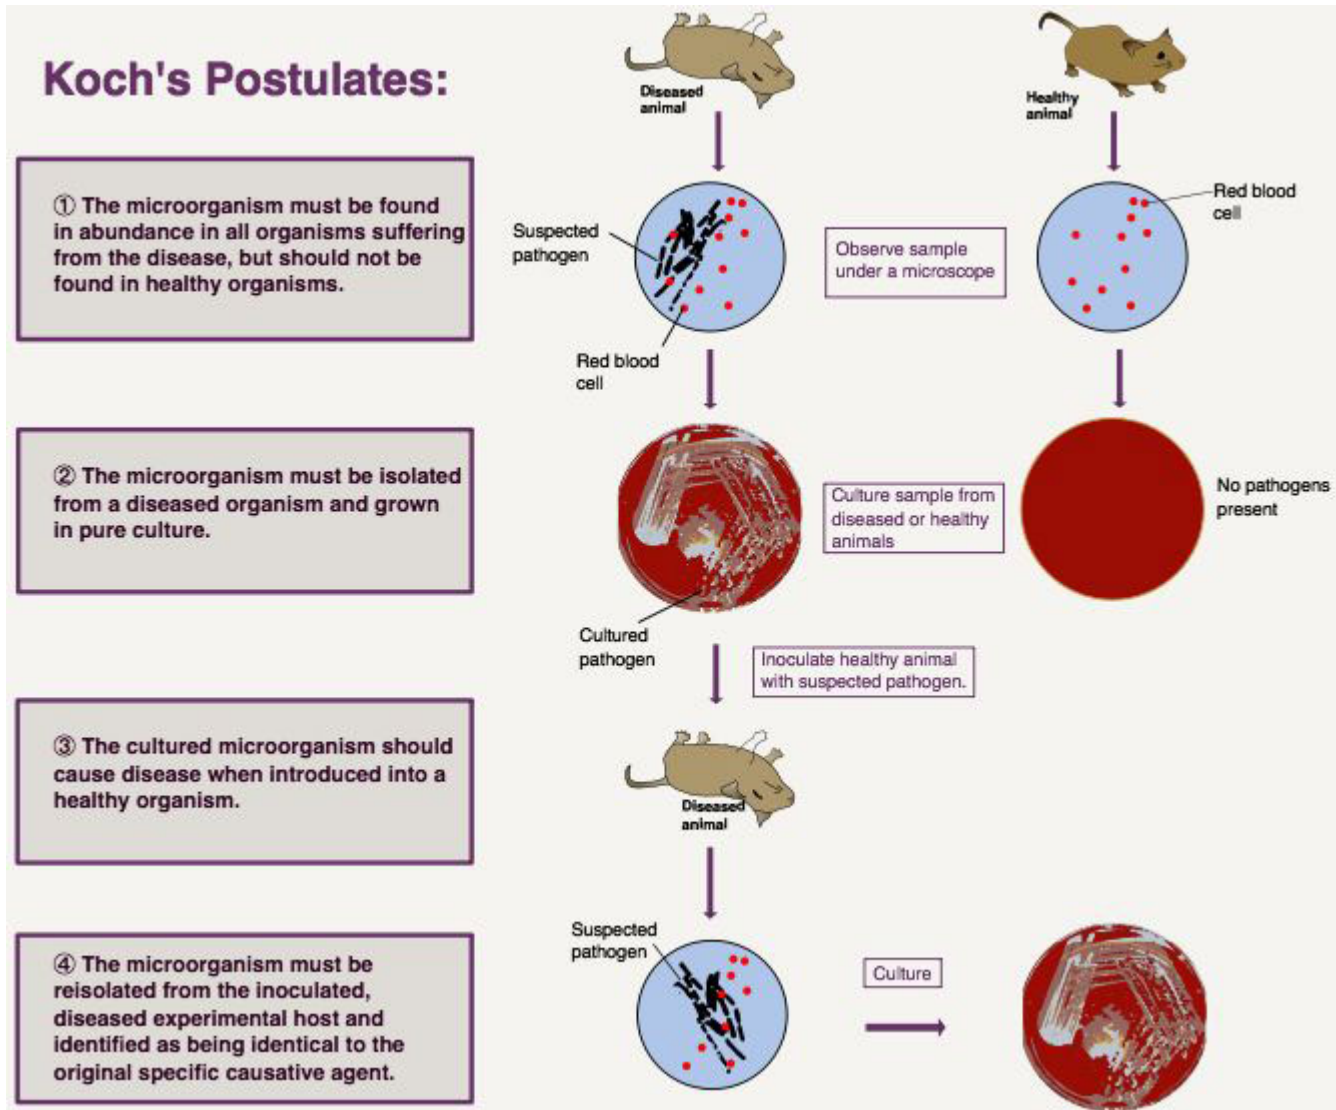 Koch's Postulates:
Diseased
animal
Healthy
animal
① The microorganism must be found
in abundance in all organisms suffering
from the disease, but should not be
found in healthy organisms.
Suspected
pathogen
Red blood
cell
Observe sample
under a microscope
Red blood
cell
② The microorganism must be isolated
from a diseased organism and grown
in pure culture.
Cultured
pathogen
Culture sample from
diseased or healthy
animals
No pathogens
present
Inoculate healthy animal
with suspected pathogen.
③ The cultured microorganism should
cause disease when introduced into a
healthy organism.
Diseased
animal
④ The microorganism must be
reisolated from the inoculated,
diseased experimental host and
identified as being identical to the
original specific causative agent.
Suspected
pathogen
Culture